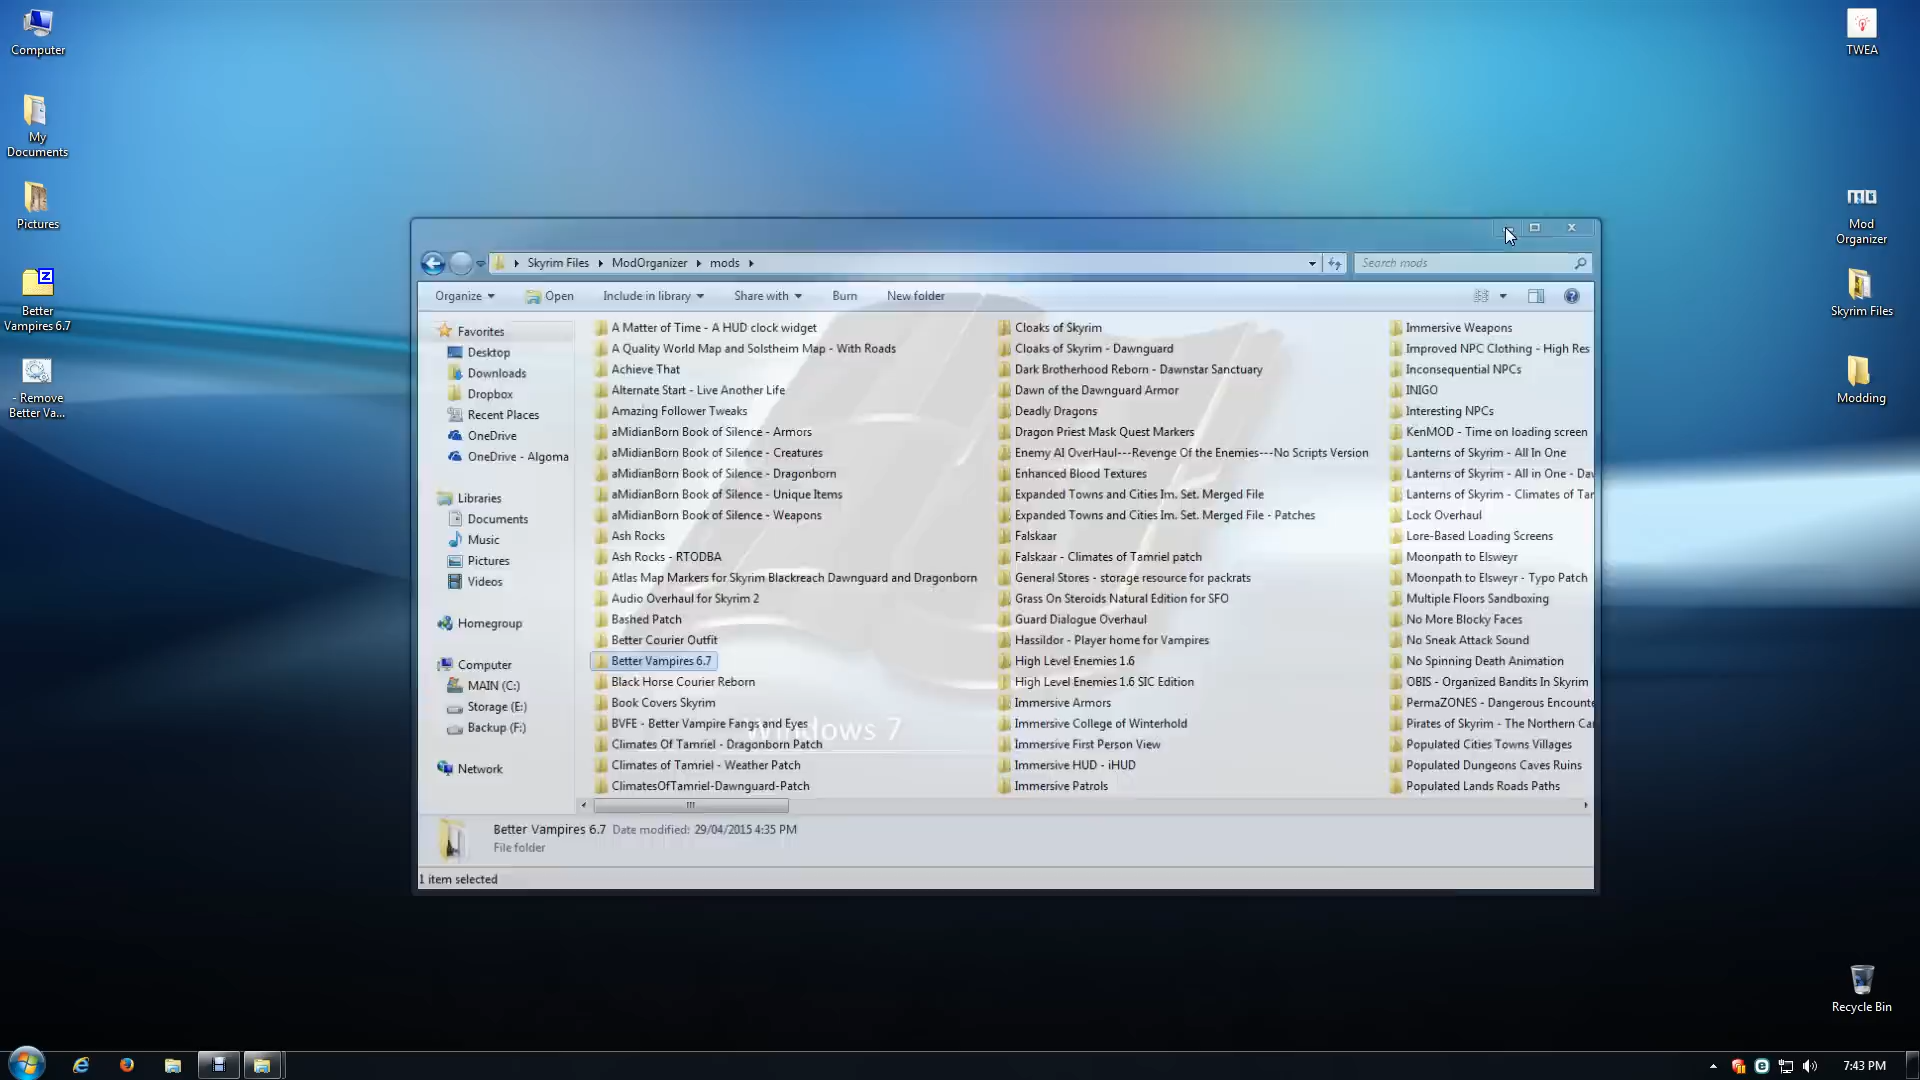 Computer
My
Documents
Pictures
Better
Vampires 6.7
- Remove
Better Va...
TWEA
Mod
Organizer
Skyrim Files
Modding
Recycle Bin
Skyrim Files
ModOrganizer
mods
Search mods
Organize
Open
Include in library
Share with
Burn
New folder
Favorites
Desktop
Downloads
Dropbox
Recent Places
OneDrive
OneDrive - Algoma
Libraries
Documents
Music
Pictures
Videos
Homegroup
Computer
MAIN (C:)
Storage (E:)
Backup (F:)
Network
A Matter of Time - A HUD clock widget
A Quality World Map and Solstheim Map - With Roads
Achieve That
Alternate Start - Live Another Life
Amazing Follower Tweaks
aMidianBorn Book of Silence - Armors
aMidianBorn Book of Silence - Creatures
aMidianBorn Book of Silence - Dragonborn
aMidianBorn Book of Silence - Unique Items
aMidianBorn Book of Silence - Weapons
Ash Rocks
Ash Rocks - RTODBA
Atlas Map Markers for Skyrim Blackreach Dawnguard and Dragonborn
Audio Overhaul for Skyrim 2
Bashed Patch
Better Courier Outfit
Better Vampires 6.7
Black Horse Courier Reborn
Book Covers Skyrim
BVFE - Better Vampire Fangs and Eyes
Climates Of Tamriel - Dragonborn Patch
Climates of Tamriel - Weather Patch
ClimatesOfTamriel-Dawnguard-Patch
Cloaks of Skyrim
Cloaks of Skyrim - Dawnguard
Dark Brotherhood Reborn - Dawnstar Sanctuary
Dawn of the Dawnguard Armor
Deadly Dragons
Dragon Priest Mask Quest Markers
Enemy AI OverHaul---Revenge Of the Enemies---No Scripts Version
Enhanced Blood Textures
Expanded Towns and Cities Im. Set. Merged File
Expanded Towns and Cities Im. Set. Merged File - Patches
Falskaar
Falskaar - Climates of Tamriel patch
General Stores - storage resource for packrats
Grass On Steroids Natural Edition for SFO
Guard Dialogue Overhaul
Hassildor - Player home for Vampires
High Level Enemies 1.6
High Level Enemies 1.6 SIC Edition
Immersive Armors
Immersive College of Winterhold
Immersive First Person View
Immersive HUD - iHUD
Immersive Patrols
Immersive Weapons
Improved NPC Clothing - High Res
Inconsequential NPCs
INIGO
Interesting NPCs
KenMOD - Time on loading screen
Lanterns of Skyrim - All In One
Lanterns of Skyrim - All in One - Daw
Lanterns of Skyrim - Climates of Tar
Lock Overhaul
Lore-Based Loading Screens
Moonpath to Elsweyr
Moonpath to Elsweyr - Typo Patch
Multiple Floors Sandboxing
No More Blocky Faces
No Sneak Attack Sound
No Spinning Death Animation
OBIS - Organized Bandits In Skyrim
PermaZONES - Dangerous Encounte
Pirates of Skyrim - The Northern Car
Populated Cities Towns Villages
Populated Dungeons Caves Ruins
Populated Lands Roads Paths
Windows 7
Better Vampires 6.7 Date modified: 29/04/2015 4:35 PM
File folder
1 item selected
7:43 PM